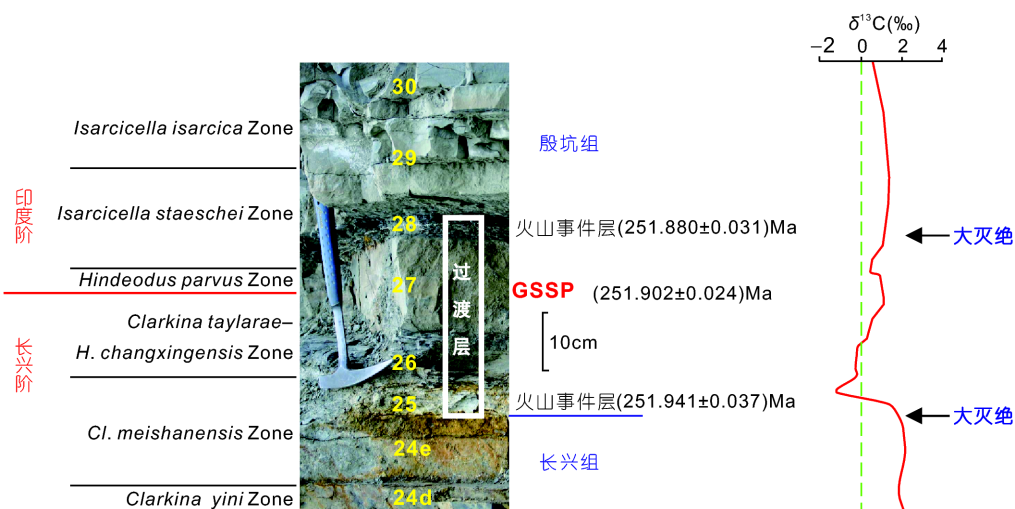 δ¹³C(‰)
−2 0 2 4
30
Isarcicella isarcica Zone
殷坑组
29
印度阶
Isarcicella staeschei Zone
28
火山事件层(251.880±0.031)Ma
大灭绝
过渡层
Hindeodus parvus Zone
27
GSSP (251.902±0.024)Ma
长兴阶
Clarkina taylarae–
H. changxingensis Zone
10cm
26
25
火山事件层(251.941±0.037)Ma
大灭绝
Cl. meishanensis Zone
24e
长兴组
Clarkina yini Zone
24d